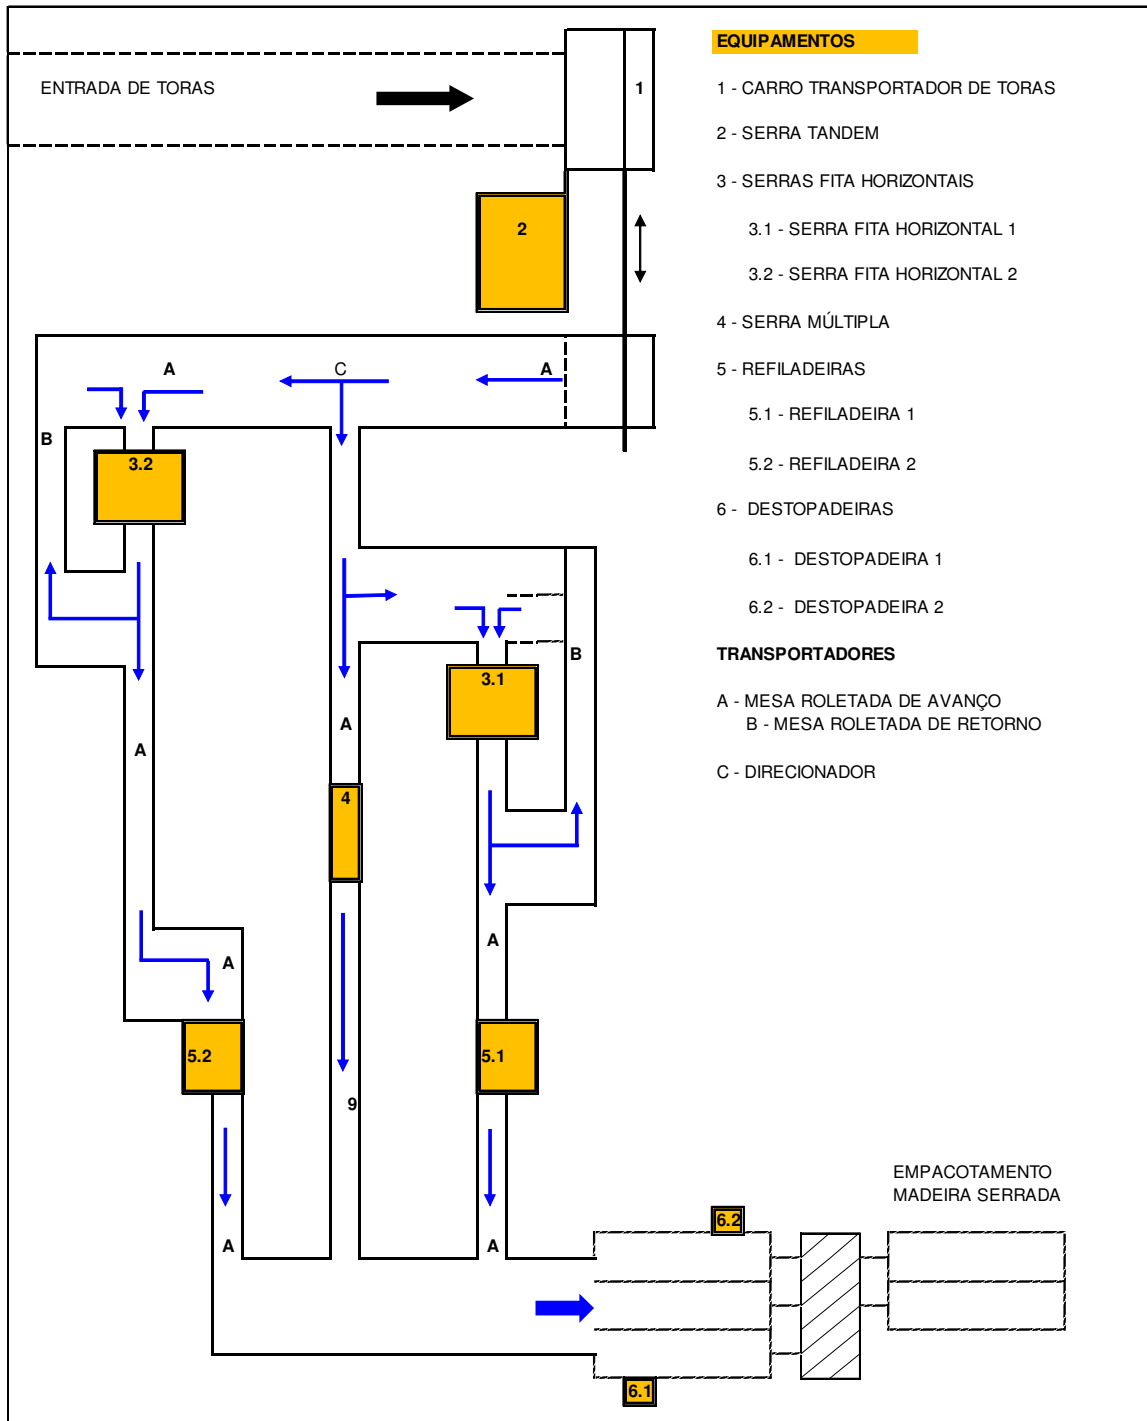 EQUIPAMENTOS
ENTRADA DE TORAS
1
1 - CARRO TRANSPORTADOR DE TORAS
2 - SERRA TANDEM
3 - SERRAS FITA HORIZONTAIS
2
3.1 - SERRA FITA HORIZONTAL 1
3.2 - SERRA FITA HORIZONTAL 2
4 - SERRA MÚLTIPLA
A
C
A
5 - REFILADEIRAS
5.1 - REFILADEIRA 1
B
3.2
5.2 - REFILADEIRA 2
6 - DESTOPADEIRAS
6.1 - DESTOPADEIRA 1
6.2 - DESTOPADEIRA 2
B
TRANSPORTADORES
3.1
A - MESA ROLETADA DE AVANÇO
B - MESA ROLETADA DE RETORNO
A
A
C - DIRECIONADOR
4
A
A
5.2
5.1
9
EMPACOTAMENTO
MADEIRA SERRADA
6.2
A
A
6.1